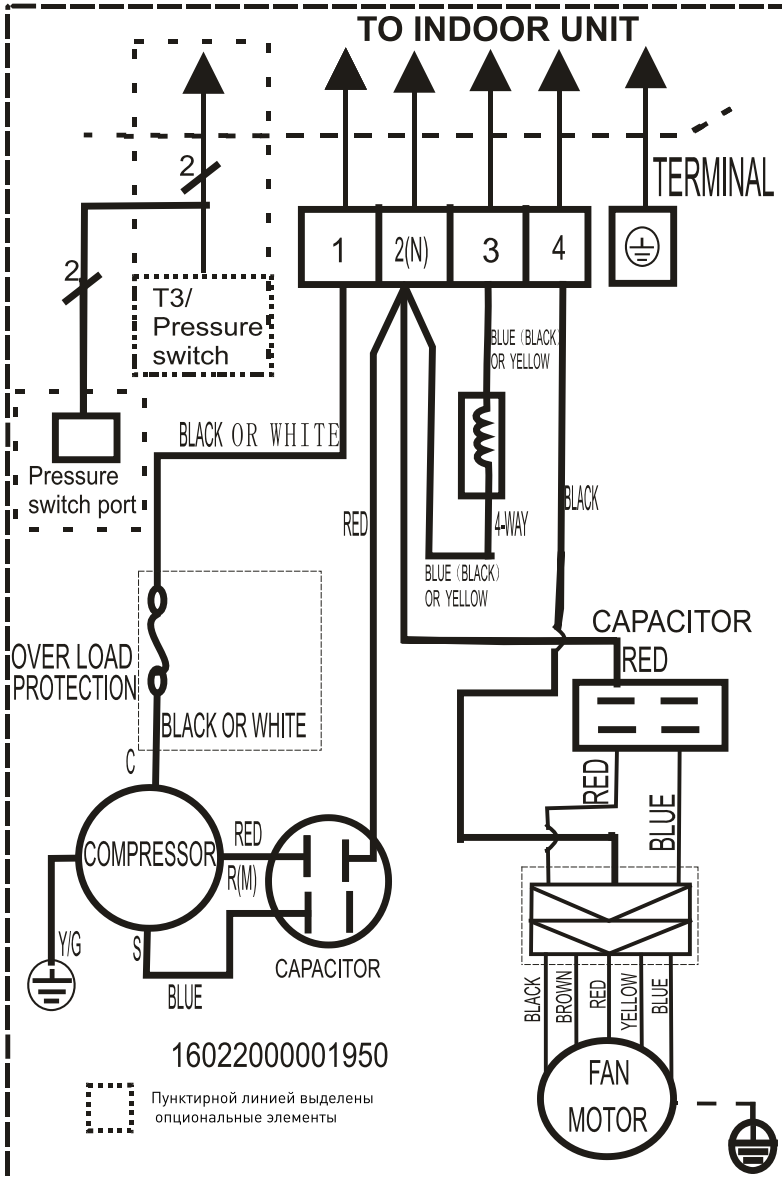 TO INDOOR UNIT
2
TERMINAL
1
2(N)
3
4
2
T3/
Pressure
switch
BLUE (BLACK)
OR YELLOW
BLACK OR WHITE
Pressure
switch port
RED
4-WAY
BLACK
BLUE (BLACK)
OR YELLOW
CAPACITOR
RED
OVER LOAD
PROTECTION
BLACK OR WHITE
C
RED
BLUE
COMPRESSOR
RED
R(M)
Y/G
S
BLUE
CAPACITOR
BLACK
BROWN
RED
YELLOW
BLUE
16022000001950
FAN
MOTOR
Пунктирной линией выделены
опциональные элементы